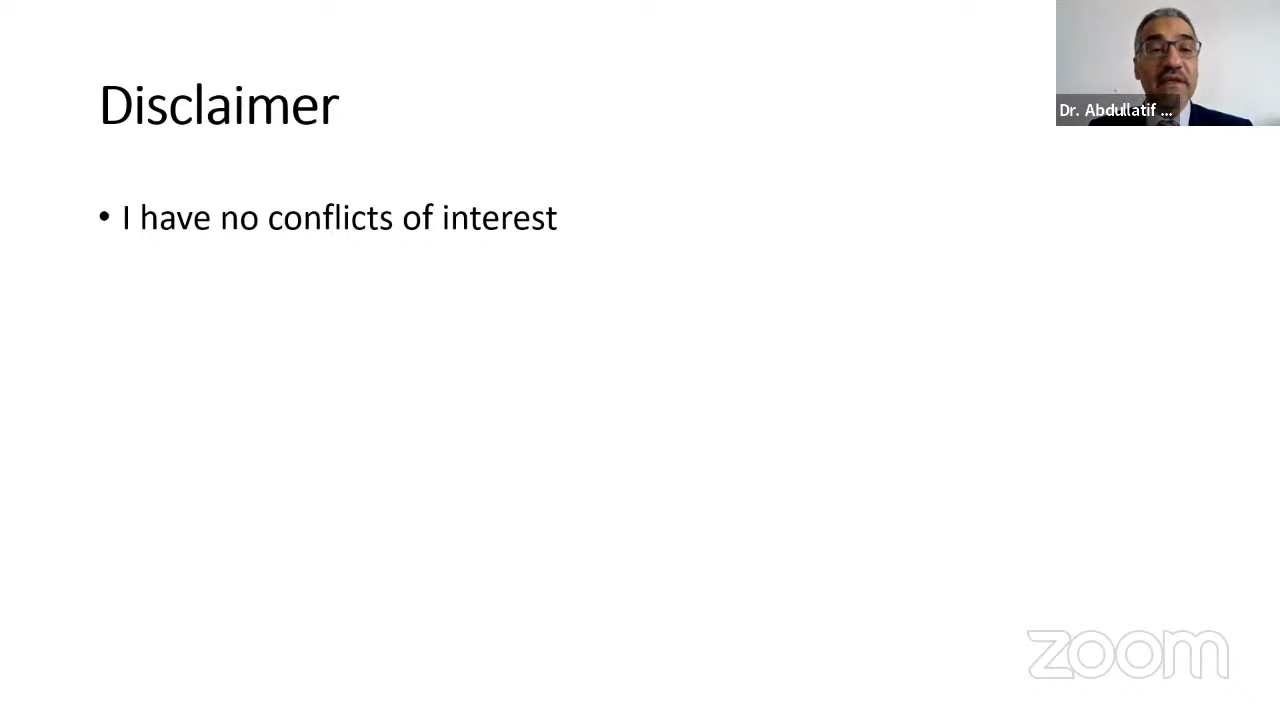 Disclaimer
• I have no conflicts of interest
Dr. Abdullatif ...
zoom